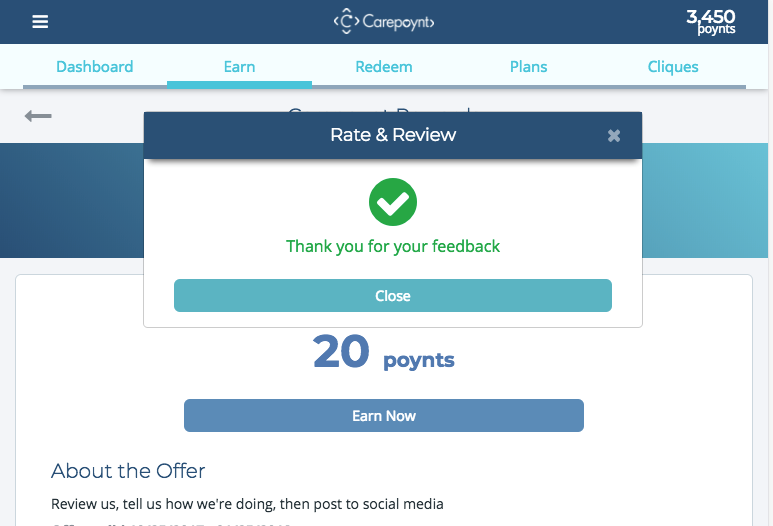 Carepoynt
3,450
poynts
Dashboard
Earn
Redeem
Plans
Cliques
Rate & Review
Thank you for your feedback
Close
20 poynts
Earn Now
About the Offer
Review us, tell us how we're doing, then post to social media